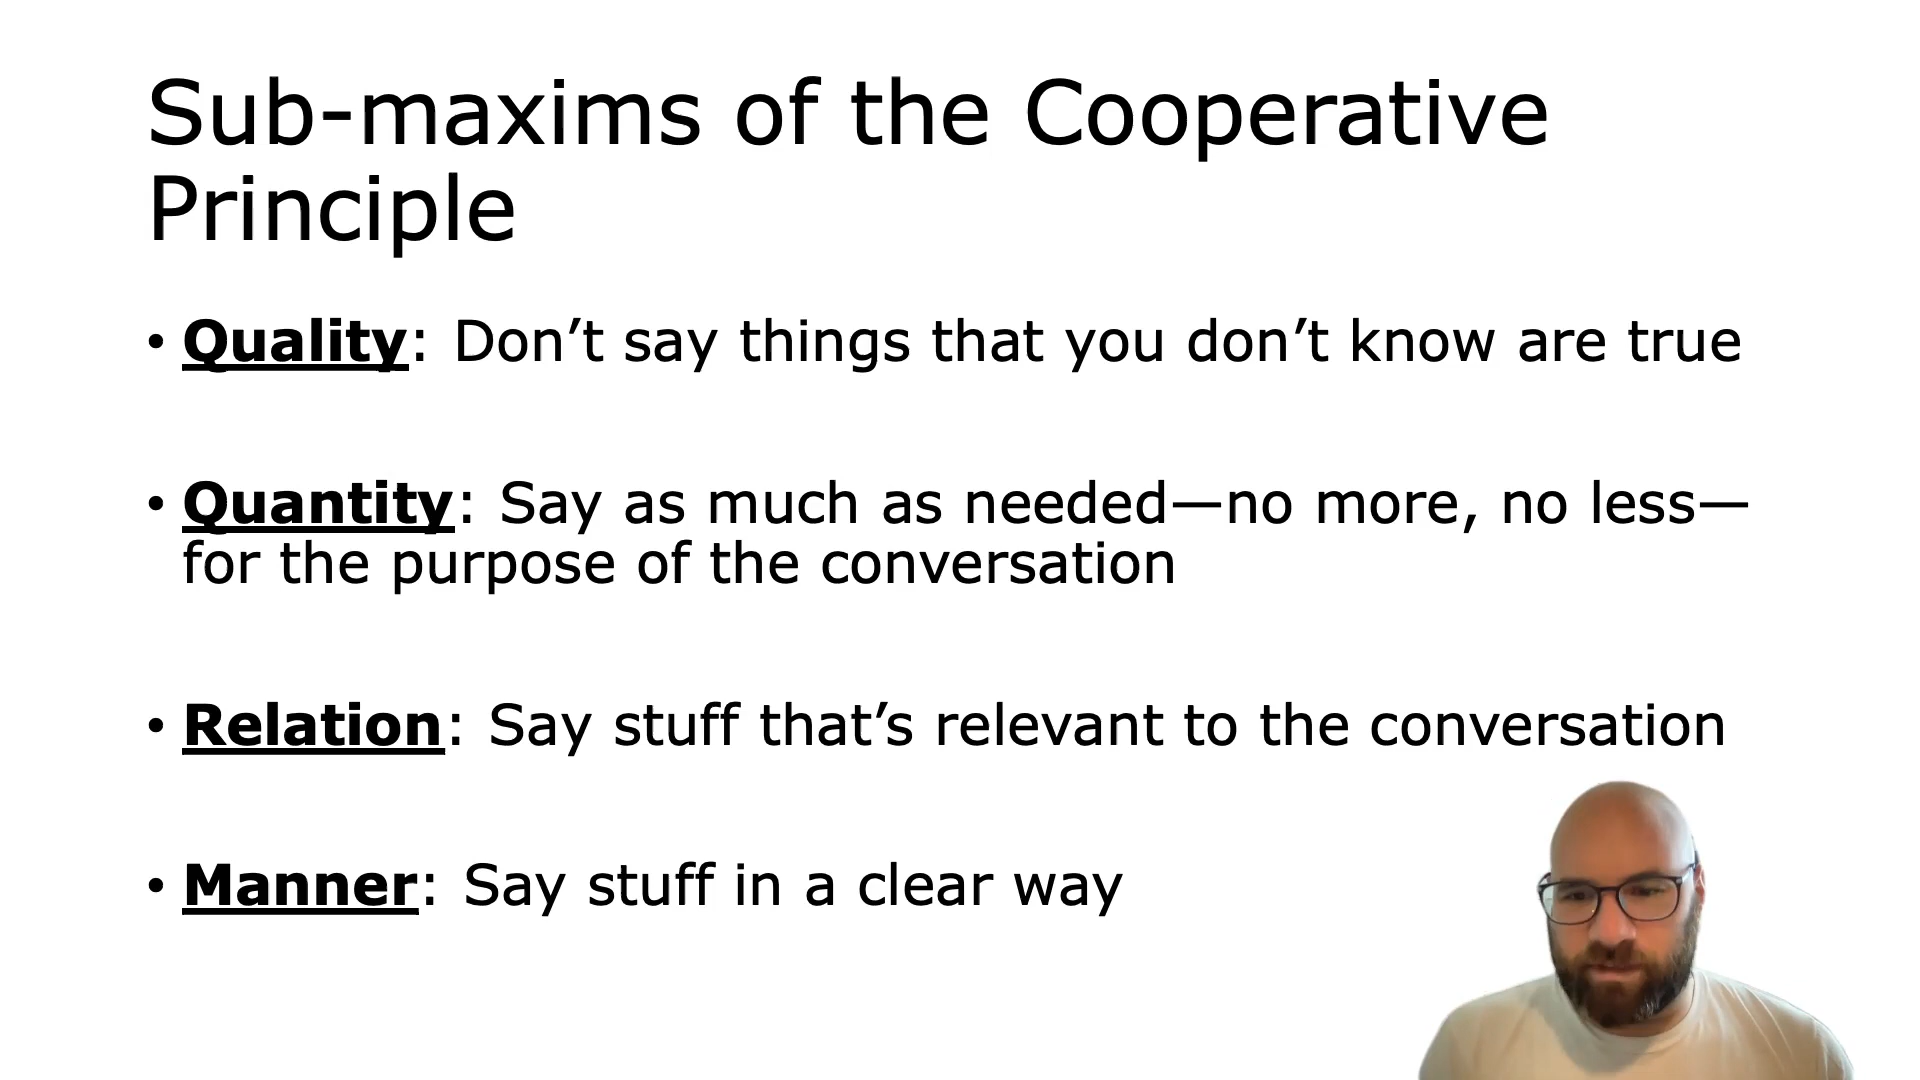 Sub-maxims of the Cooperative
Principle
• Quality: Don’t say things that you don’t know are true
• Quantity: Say as much as needed—no more, no less—
for the purpose of the conversation
• Relation: Say stuff that’s relevant to the conversation
• Manner: Say stuff in a clear way